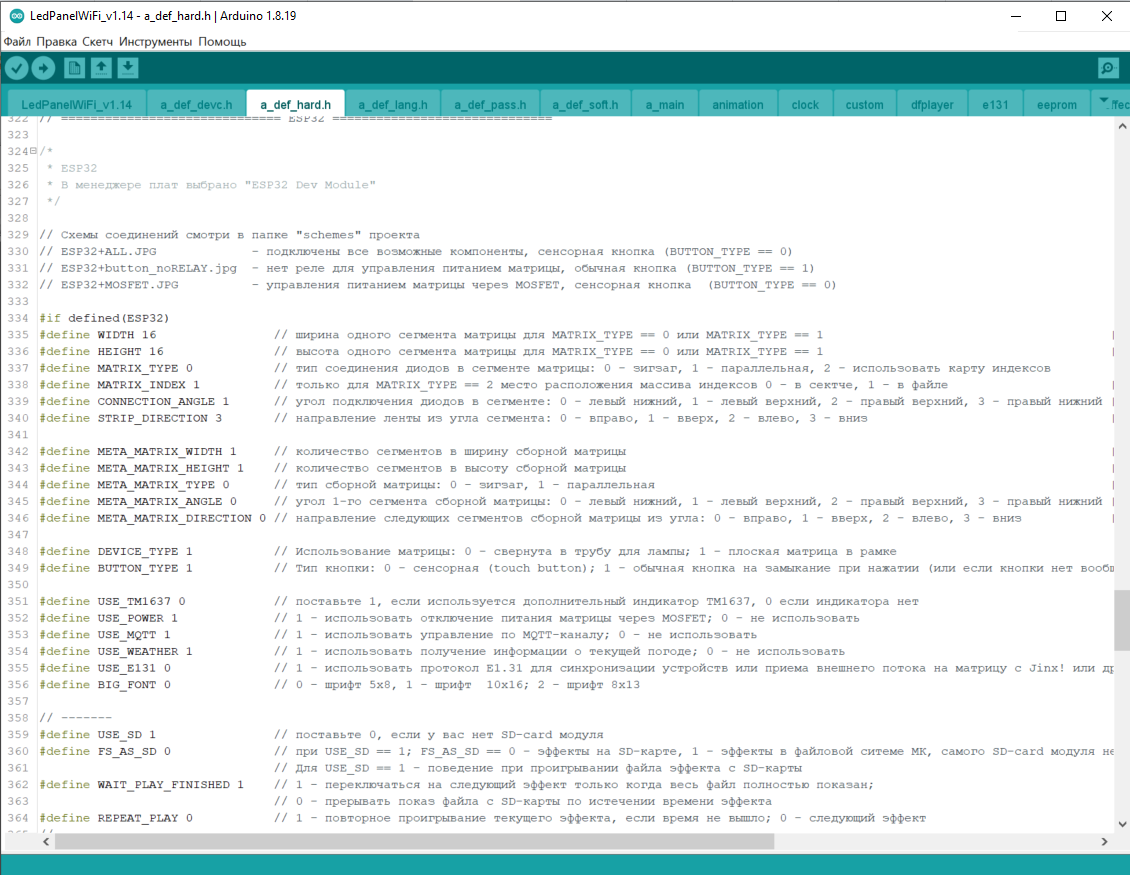 LedPanelWiFi_v1.14 - a_def_hard.h | Arduino 1.8.19
Файл Правка Скетч Инструменты Помощь
LedPanelWiFi_v1.14 a_def_devc.h a_def_hard.h a_def_lang.h a_def_pass.h a_def_soft.h a_main animation clock custom dfplayer e131 eeprom
322 // ============================== ESP32 ==============================
323
324 /*
325 * ESP32
326 * В менеджере плат выбрано "ESP32 Dev Module"
327 */
328
329 // Схемы соединений смотри в папке "schemes" проекта
330 // ESP32+ALL.JPG - подключены все возможные компоненты, сенсорная кнопка (BUTTON_TYPE == 0)
331 // ESP32+button_noRELAY.jpg - нет реле для управления питанием матрицы, обычная кнопка (BUTTON_TYPE == 1)
332 // ESP32+MOSFET.JPG - управления питанием матрицы через MOSFET, сенсорная кнопка (BUTTON_TYPE == 0)
333
334 #if defined(ESP32)
335 #define WIDTH 16 // ширина одного сегмента матрицы для MATRIX_TYPE == 0 или MATRIX_TYPE == 1
336 #define HEIGHT 16 // высота одного сегмента матрицы для MATRIX_TYPE == 0 или MATRIX_TYPE == 1
337 #define MATRIX_TYPE 0 // тип соединения диодов в сегменте матрицы: 0 - зигзаг, 1 - параллельная, 2 - использовать карту индексов
338 #define MATRIX_INDEX 1 // только для MATRIX_TYPE == 2 место расположения массива индексов 0 - в сектче, 1 - в файле
339 #define CONNECTION_ANGLE 1 // угол подключения диодов в сегменте: 0 - левый нижний, 1 - левый верхний, 2 - правый верхний, 3 - правый нижний
340 #define STRIP_DIRECTION 3 // направление ленты из угла сегмента: 0 - вправо, 1 - вверх, 2 - влево, 3 - вниз
341
342 #define META_MATRIX_WIDTH 1 // количество сегментов в ширину сборной матрицы
343 #define META_MATRIX_HEIGHT 1 // количество сегментов в высоту сборной матрицы
344 #define META_MATRIX_TYPE 0 // тип сборной матрицы: 0 - зигзаг, 1 - параллельная
345 #define META_MATRIX_ANGLE 0 // угол 1-го сегмента сборной матрицы: 0 - левый нижний, 1 - левый верхний, 2 - правый верхний, 3 - правый нижний
346 #define META_MATRIX_DIRECTION 0 // направление следующих сегментов сборной матрицы из угла: 0 - вправо, 1 - вверх, 2 - влево, 3 - вниз
347
348 #define DEVICE_TYPE 1 // Использование матрицы: 0 - свернута в трубу для лампы; 1 - плоская матрица в рамке
349 #define BUTTON_TYPE 1 // Тип кнопки: 0 - сенсорная (touch button); 1 - обычная кнопка на замыкание при нажатии (или если кнопки нет вообщ
350
351 #define USE_TM1637 0 // поставьте 1, если используется дополнительный индикатор TM1637, 0 если индикатора нет
352 #define USE_POWER 1 // 1 - использовать отключение питания матрицы через MOSFET; 0 - не использовать
353 #define USE_MQTT 1 // 1 - использовать управление по MQTT-каналу; 0 - не использовать
354 #define USE_WEATHER 1 // 1 - использовать получение информации о текущей погоде; 0 - не использовать
355 #define USE_E131 0 // 1 - использовать протокол E1.31 для синхронизации устройств или приема внешнего потока на матрицу с Jinx! или др
356 #define BIG_FONT 0 // 0 - шрифт 5x8, 1 - шрифт 10x16; 2 - шрифт 8x13
357
358 // -------
359 #define USE_SD 1 // поставьте 0, если у вас нет SD-card модуля
360 #define FS_AS_SD 0 // при USE_SD == 1; FS_AS_SD == 0 - эффекты на SD-карте, 1 - эффекты в файловой ситеме МК, самого SD-card модуля не
361 // Для USE_SD == 1 - поведение при проигрывании файла эффекта с SD-карты
362 #define WAIT_PLAY_FINISHED 1 // 1 - переключаться на следующий эффект только когда весь файл полностью показан;
363 // 0 - прерывать показ файла с SD-карты по истечении времени эффекта
364 #define REPEAT_PLAY 0 // 1 - повторное проигрывание текущего эффекта, если время не вышло; 0 - следующий эффект